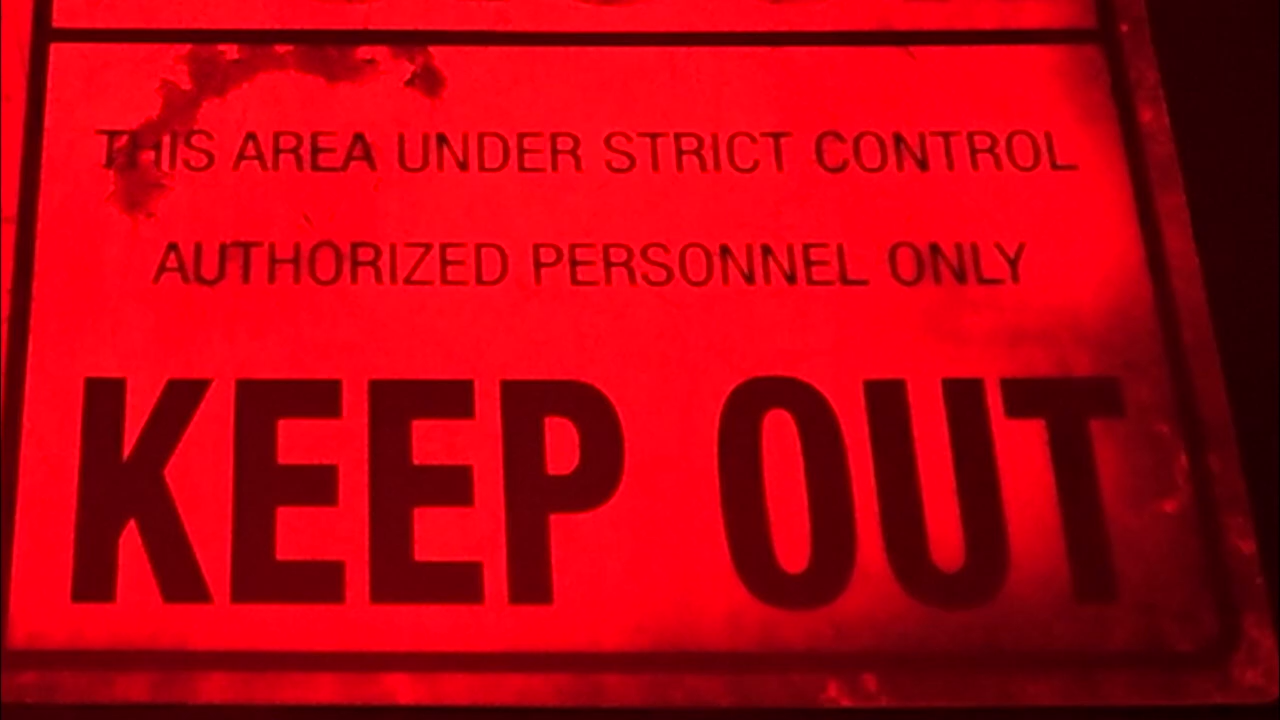 THIS AREA UNDER STRICT CONTROL
AUTHORIZED PERSONNEL ONLY
KEEP OUT